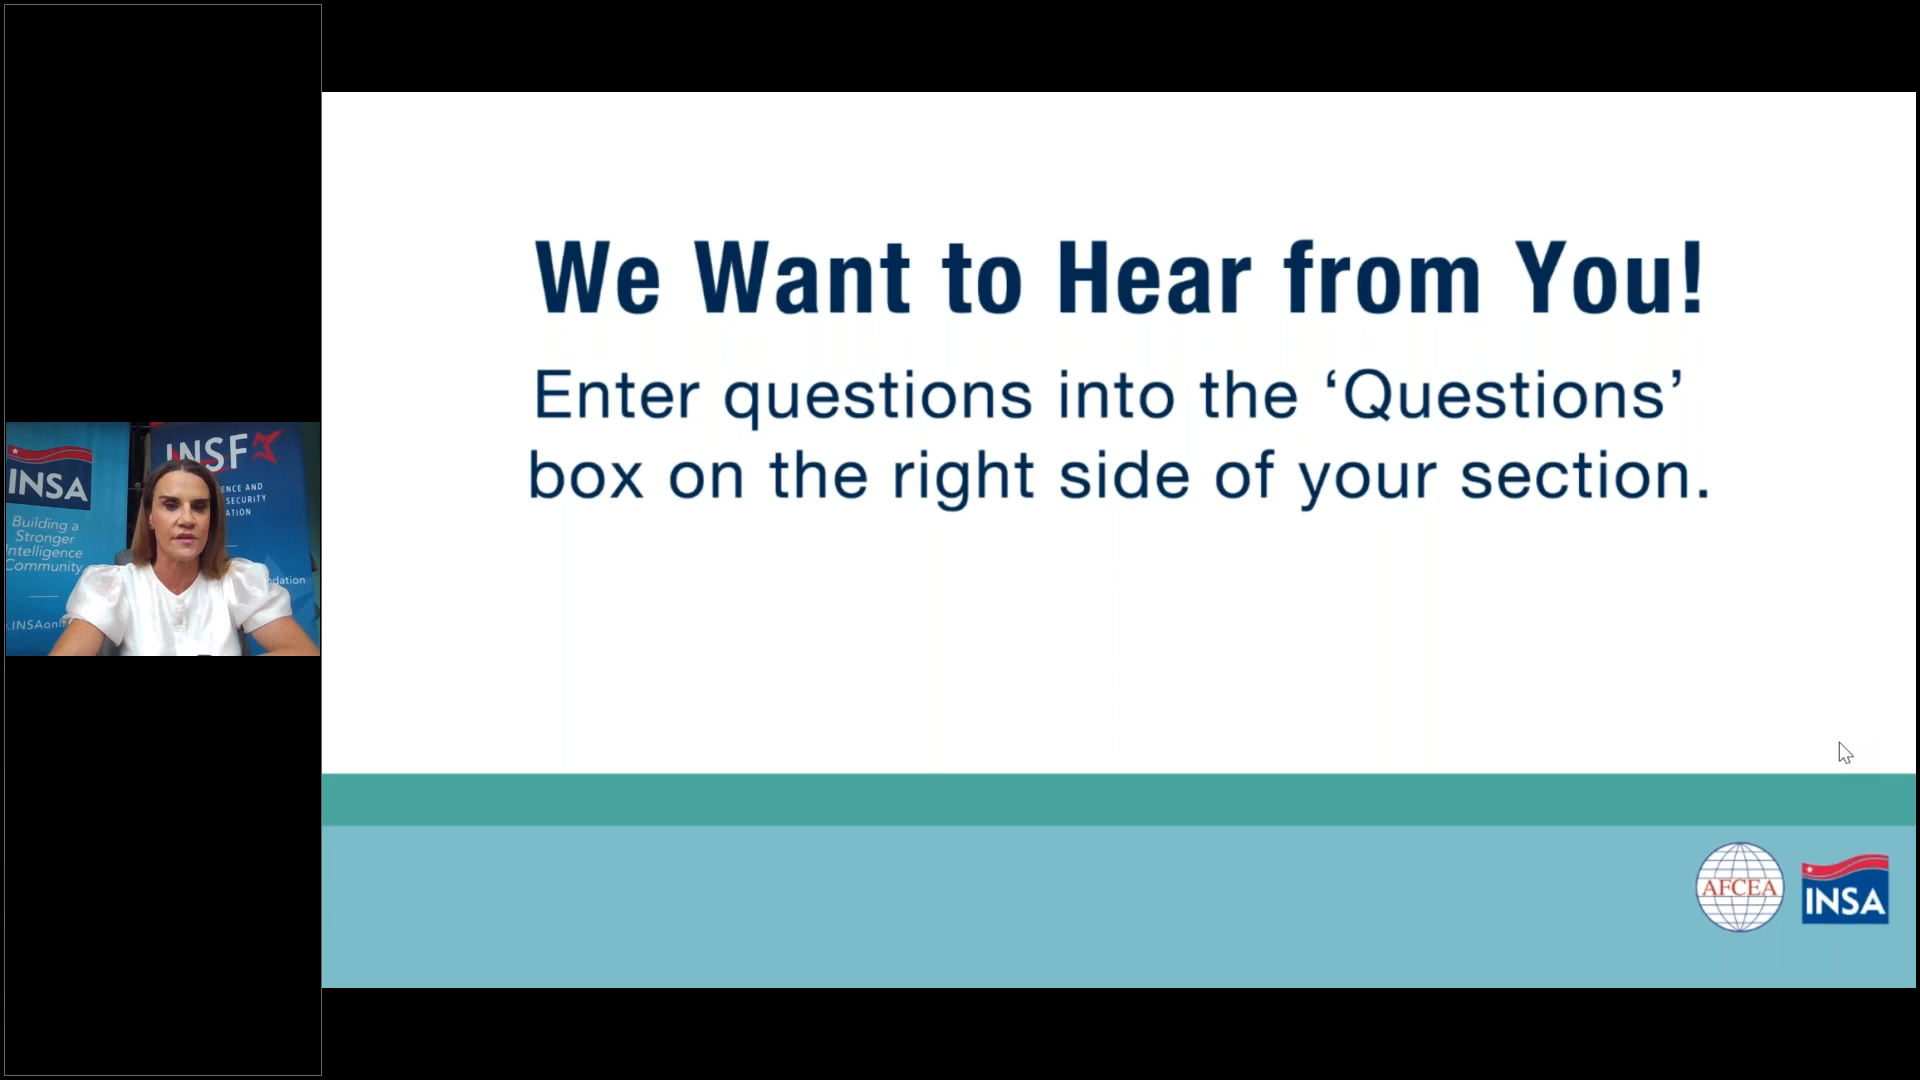 We Want to Hear from You!
Enter questions into the ‘Questions’
box on the right side of your section.
AFCEA
INSA
INSA
Building a
Stronger
Intelligence
Community
INSF
ENCE AND
SECURITY
ATION
ndation
.INSAonl